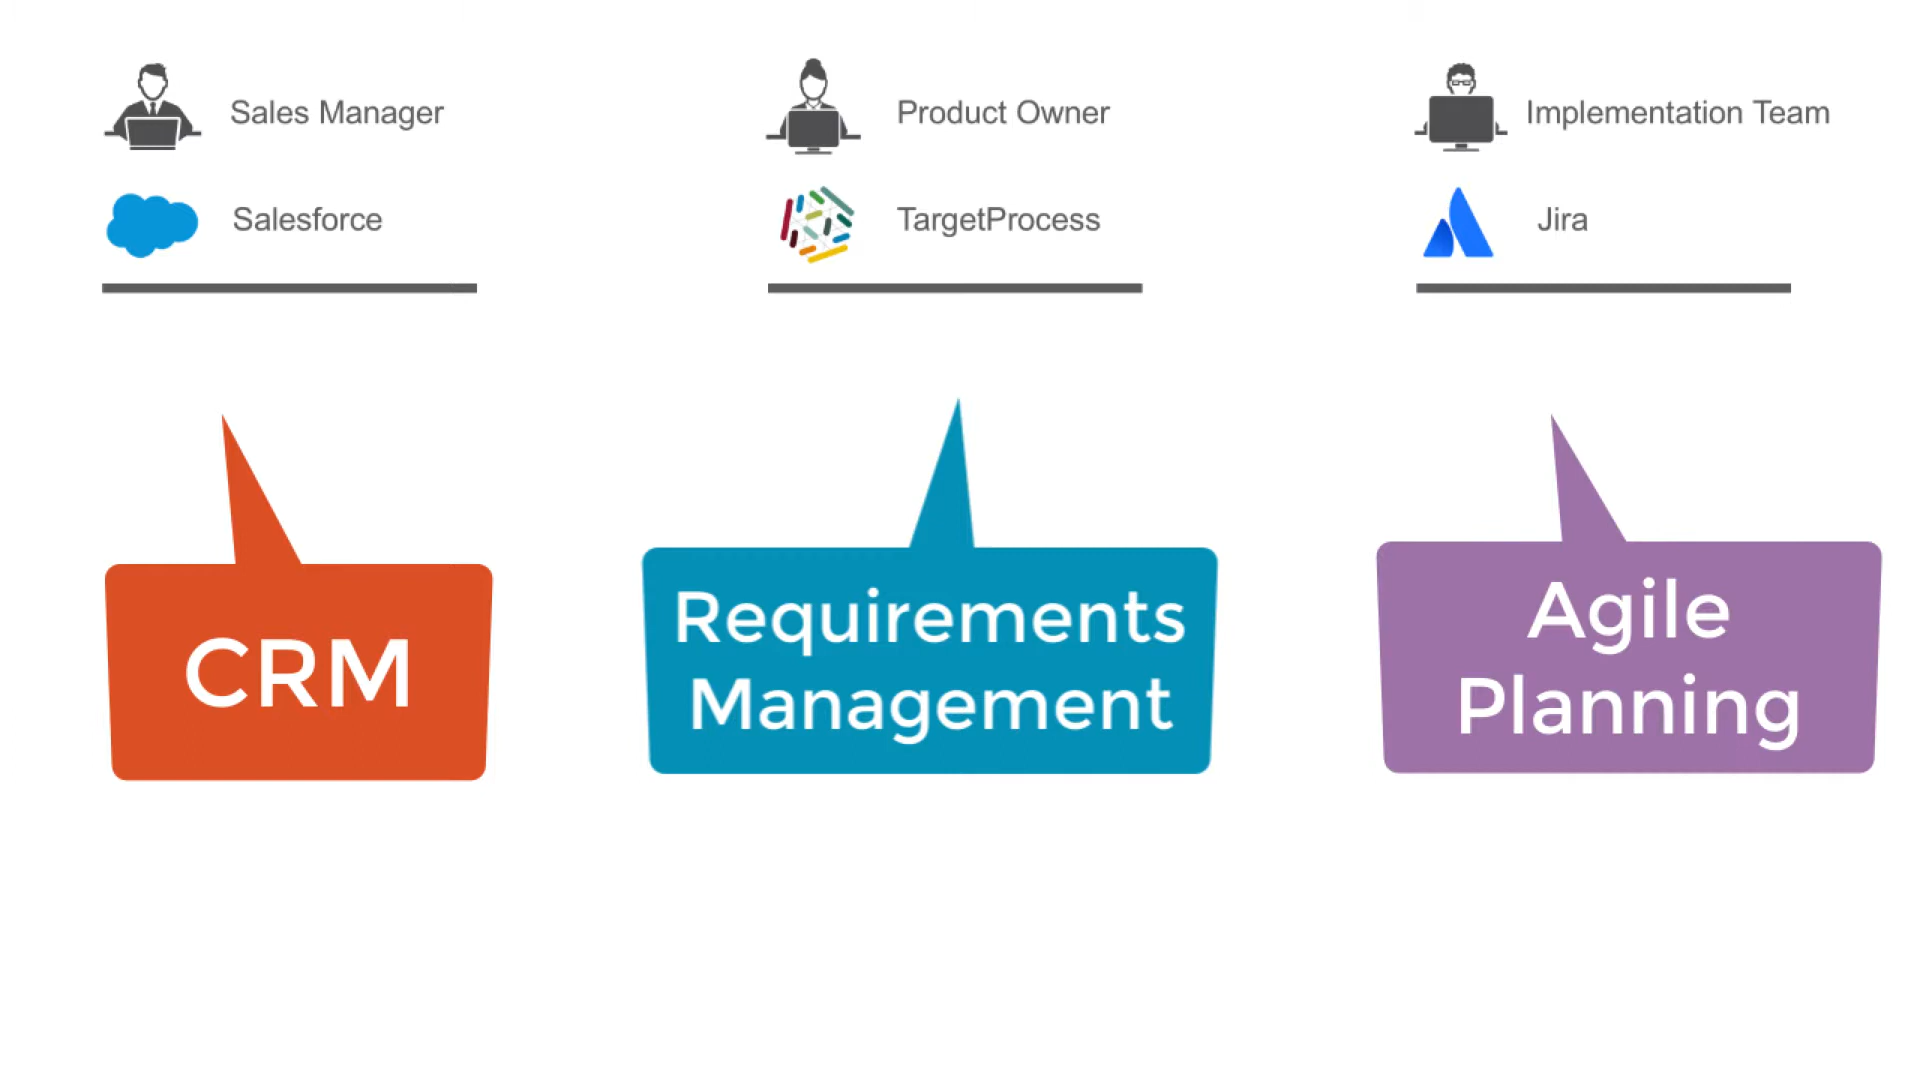 Sales Manager
Salesforce
Product Owner
TargetProcess
Implementation Team
Jira
CRM
Requirements
Management
Agile
Planning